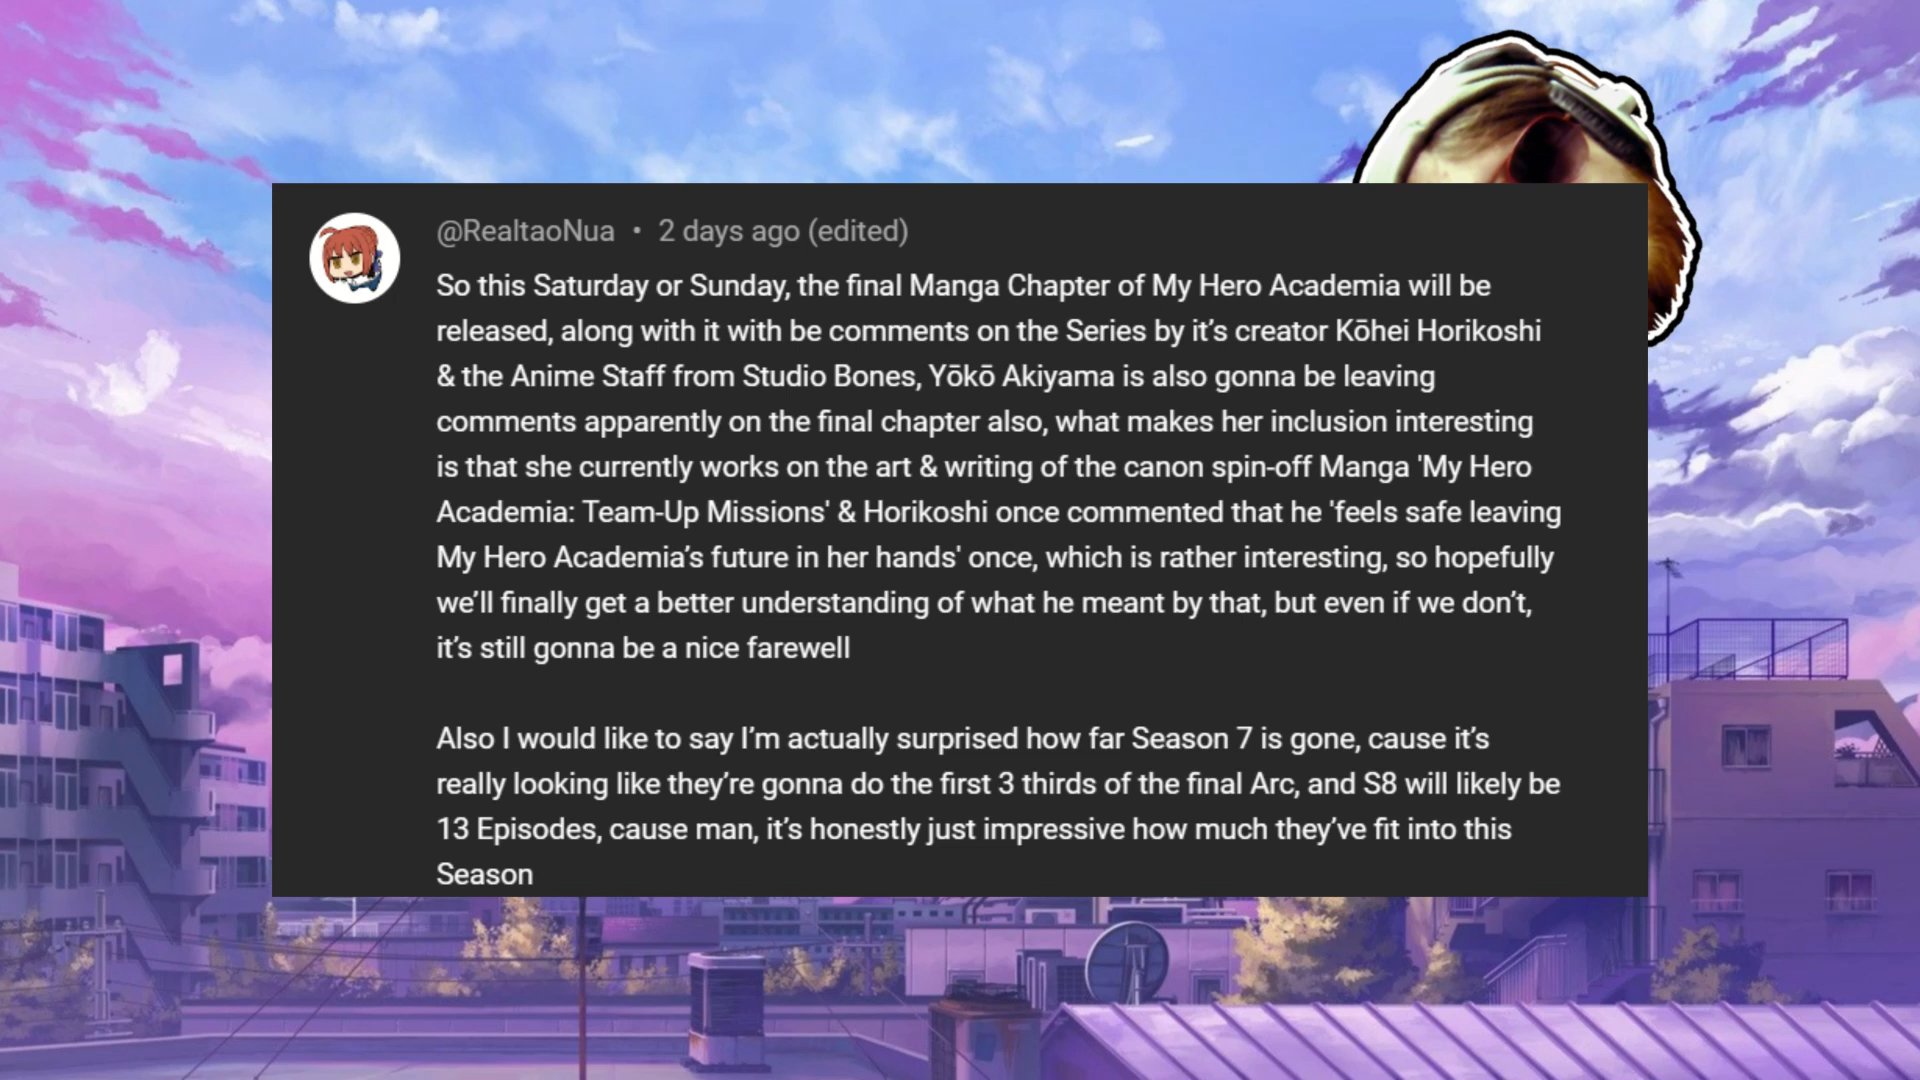 @RealtaoNua • 2 days ago (edited)
So this Saturday or Sunday, the final Manga Chapter of My Hero Academia will be
released, along with it with be comments on the Series by it’s creator Kōhei Horikoshi
& the Anime Staff from Studio Bones, Yōkō Akiyama is also gonna be leaving
comments apparently on the final chapter also, what makes her inclusion interesting
is that she currently works on the art & writing of the canon spin-off Manga 'My Hero
Academia: Team-Up Missions' & Horikoshi once commented that he 'feels safe leaving
My Hero Academia’s future in her hands' once, which is rather interesting, so hopefully
we’ll finally get a better understanding of what he meant by that, but even if we don’t,
it’s still gonna be a nice farewell
Also I would like to say I’m actually surprised how far Season 7 is gone, cause it’s
really looking like they’re gonna do the first 3 thirds of the final Arc, and S8 will likely be
13 Episodes, cause man, it’s honestly just impressive how much they’ve fit into this
Season